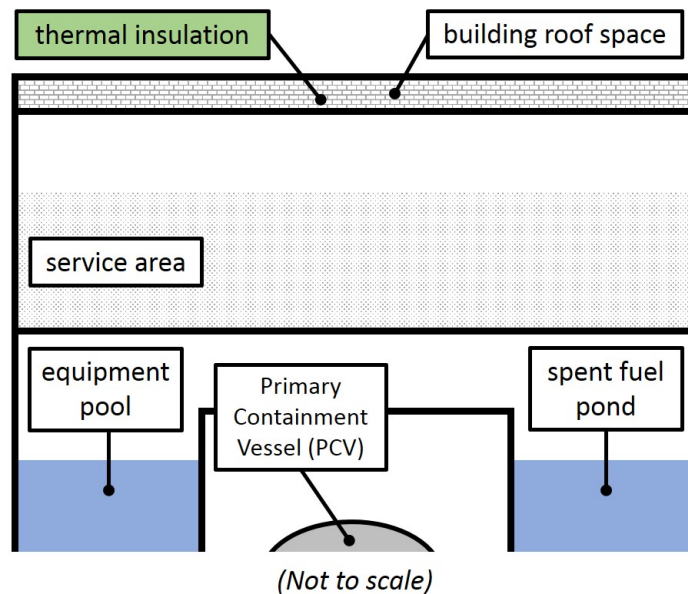 thermal insulation
building roof space
service area
equipment
pool
Primary
Containment
Vessel (PCV)
spent fuel
pond
(Not to scale)